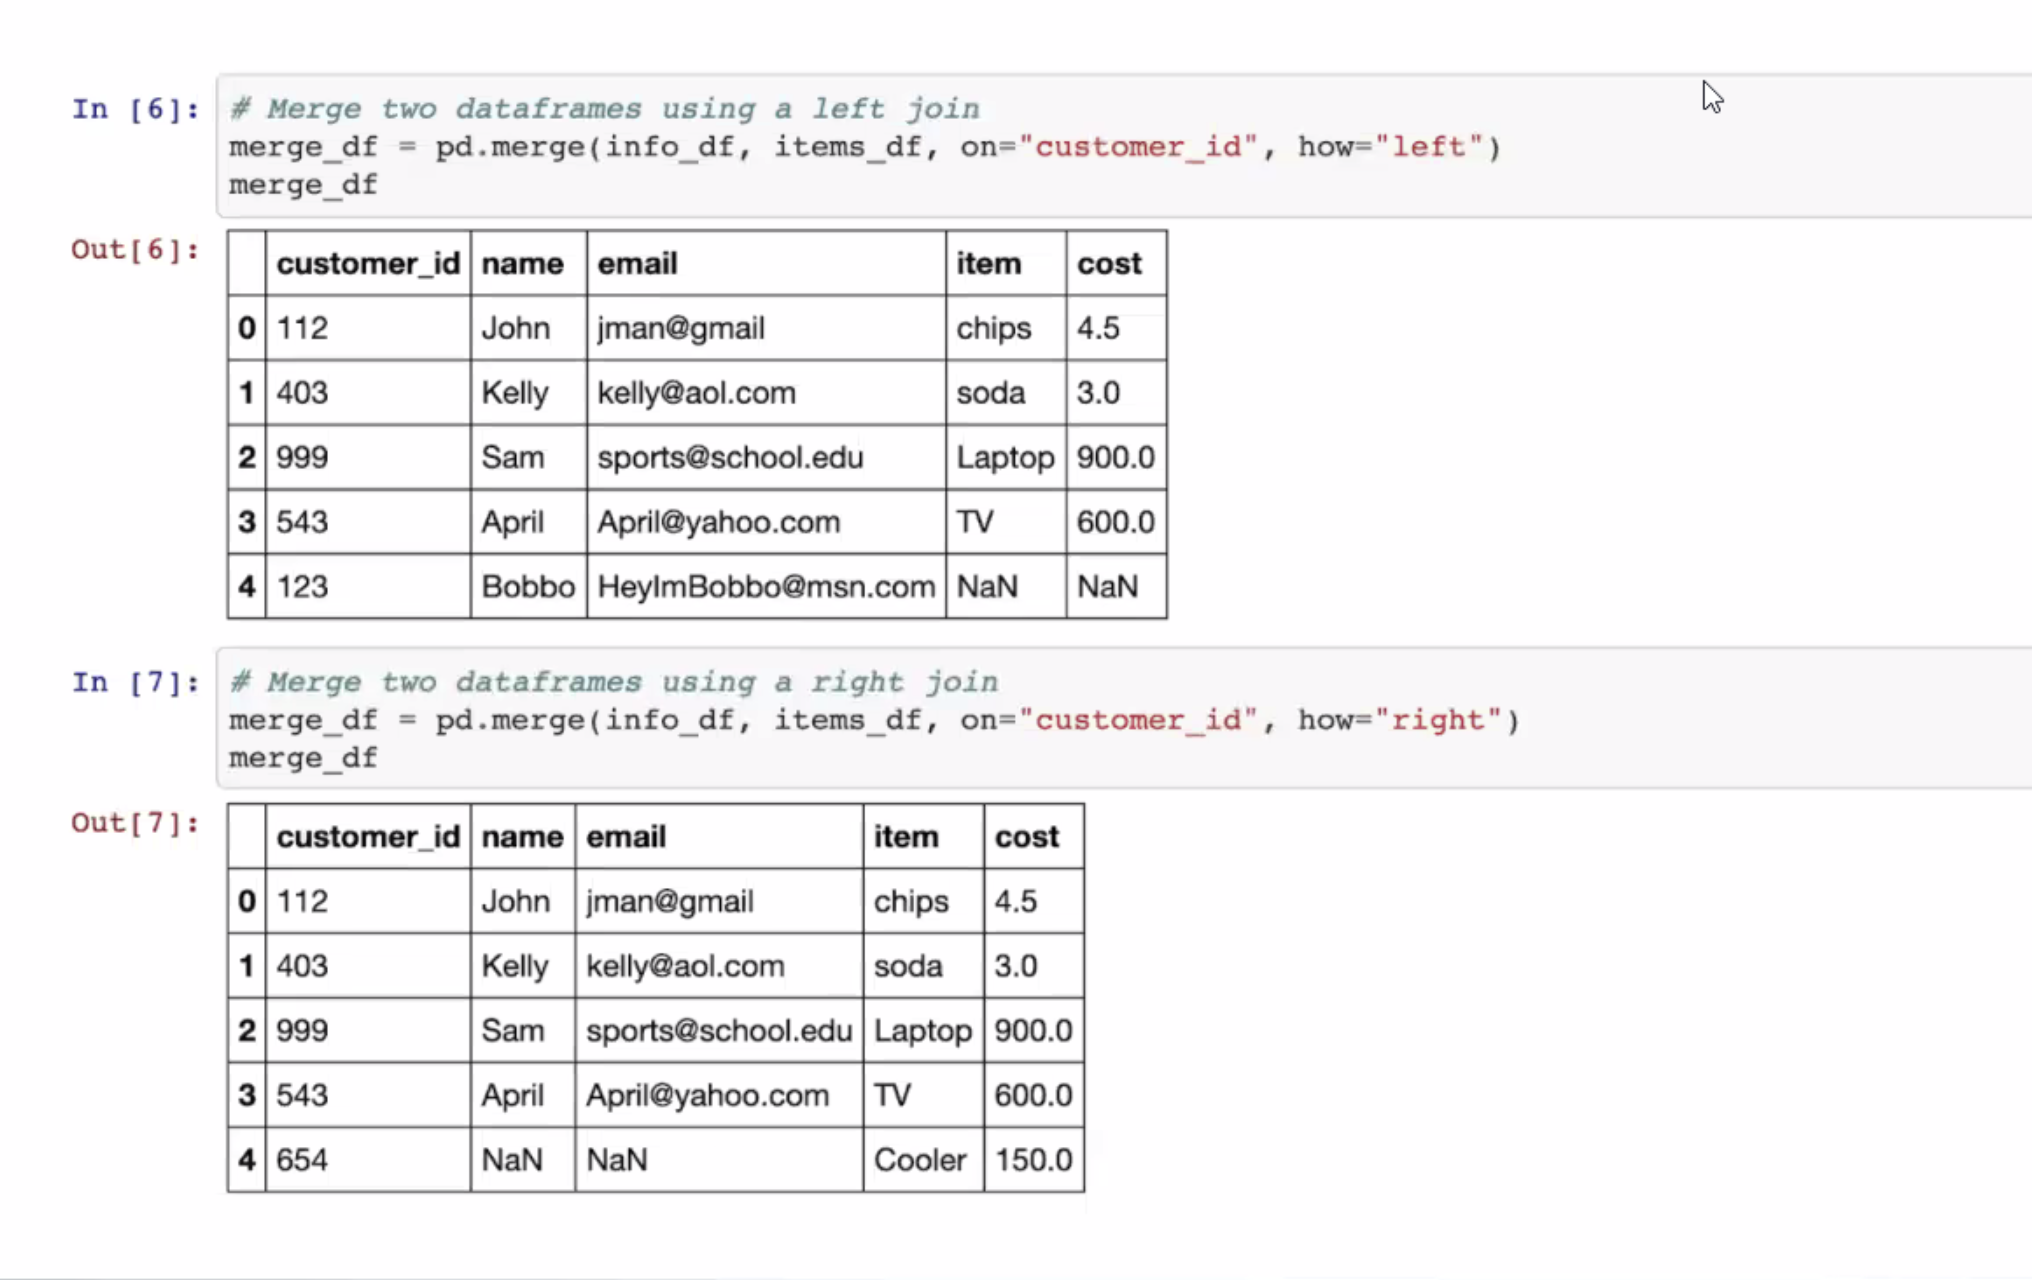 In [6]: # Merge two dataframes using a left join
merge_df = pd.merge(info_df, items_df, on="customer_id", how="left")
merge_df
Out[6]: customer_id name email item cost
0 112 John jman@gmail chips 4.5
1 403 Kelly kelly@aol.com soda 3.0
2 999 Sam sports@school.edu Laptop 900.0
3 543 April April@yahoo.com TV 600.0
4 123 Bobbo HeyImBobbo@msn.com NaN NaN
In [7]: # Merge two dataframes using a right join
merge_df = pd.merge(info_df, items_df, on="customer_id", how="right")
merge_df
Out[7]: customer_id name email item cost
0 112 John jman@gmail chips 4.5
1 403 Kelly kelly@aol.com soda 3.0
2 999 Sam sports@school.edu Laptop 900.0
3 543 April April@yahoo.com TV 600.0
4 654 NaN NaN Cooler 150.0